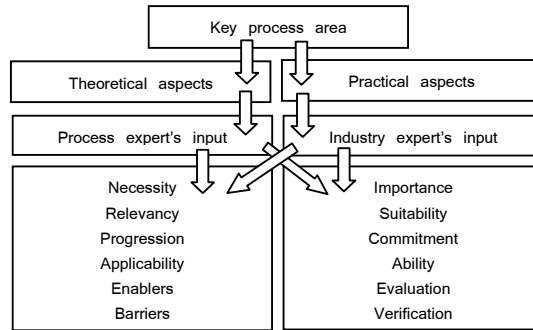 Key process area
Theoretical aspects
Practical aspects
Process expert's input
Industry expert's input
Necessity
Relevancy
Progression
Applicability
Enablers
Barriers
Importance
Suitability
Commitment
Ability
Evaluation
Verification